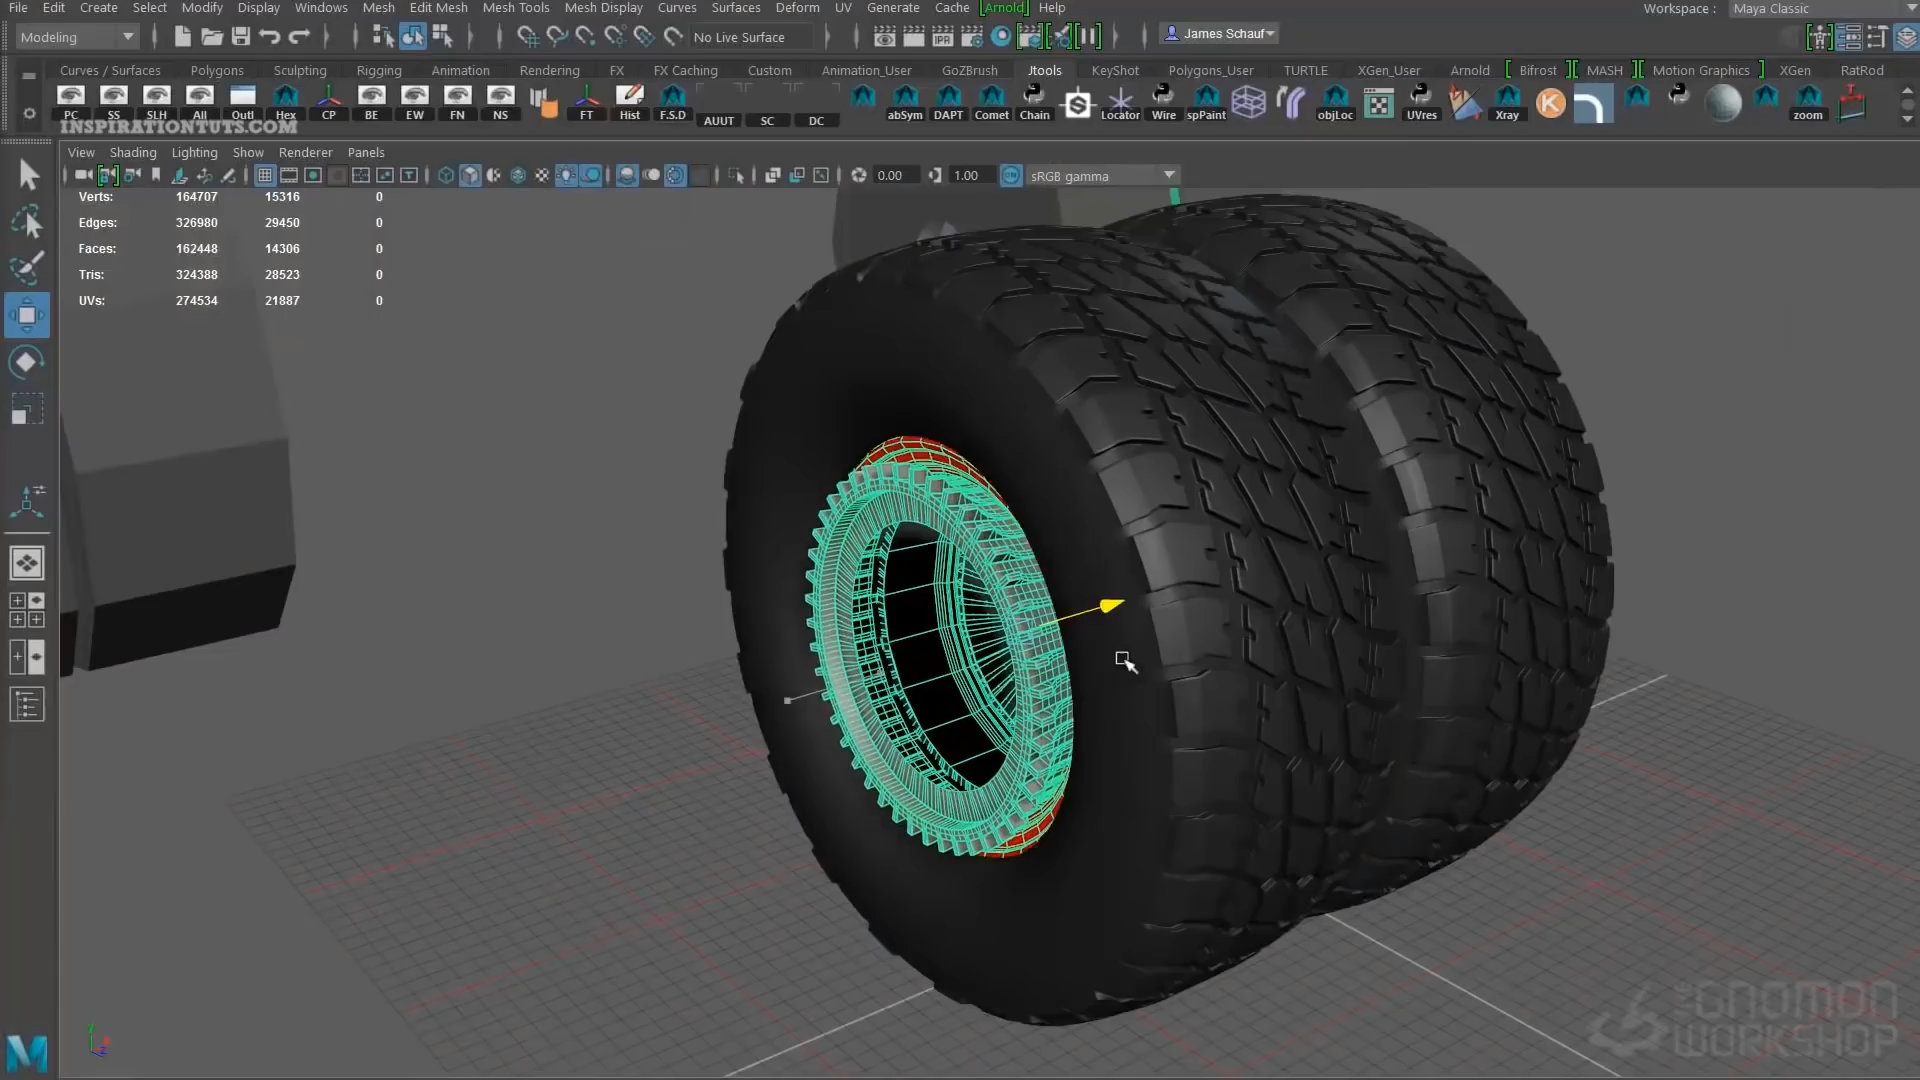 File Edit Create Select Modify Display Windows Mesh Edit Mesh Mesh Tools Mesh Display Curves Surfaces Deform UV Generate Cache [Arnold] Help Workspace : Maya Classic
Modeling No Live Surface IPR James Schauf
Curves / Surfaces Polygons Sculpting Rigging Animation Rendering FX FX Caching Custom Animation_User GoZBrush Jtools KeyShot Polygons_User TURTLE XGen_User Arnold [ Bifrost ][ MASH ][ Motion Graphics ] XGen RatRod
PC SS SLH All Outl Hex CP BE EW FN NS FT Hist F.S.D AUUT SC DC abSym DAPT Comet Chain Locator Wire spPaint objLoc UVres Xray K zoom
INSPIRATIONTUTS.COM
View Shading Lighting Show Renderer Panels
0.00 1.00 ON sRGB gamma
Verts: 164707 15316 0
Edges: 326980 29450 0
Faces: 162448 14306 0
Tris: 324388 28523 0
UVs: 274534 21887 0
THE GNOMON
WORKSHOP